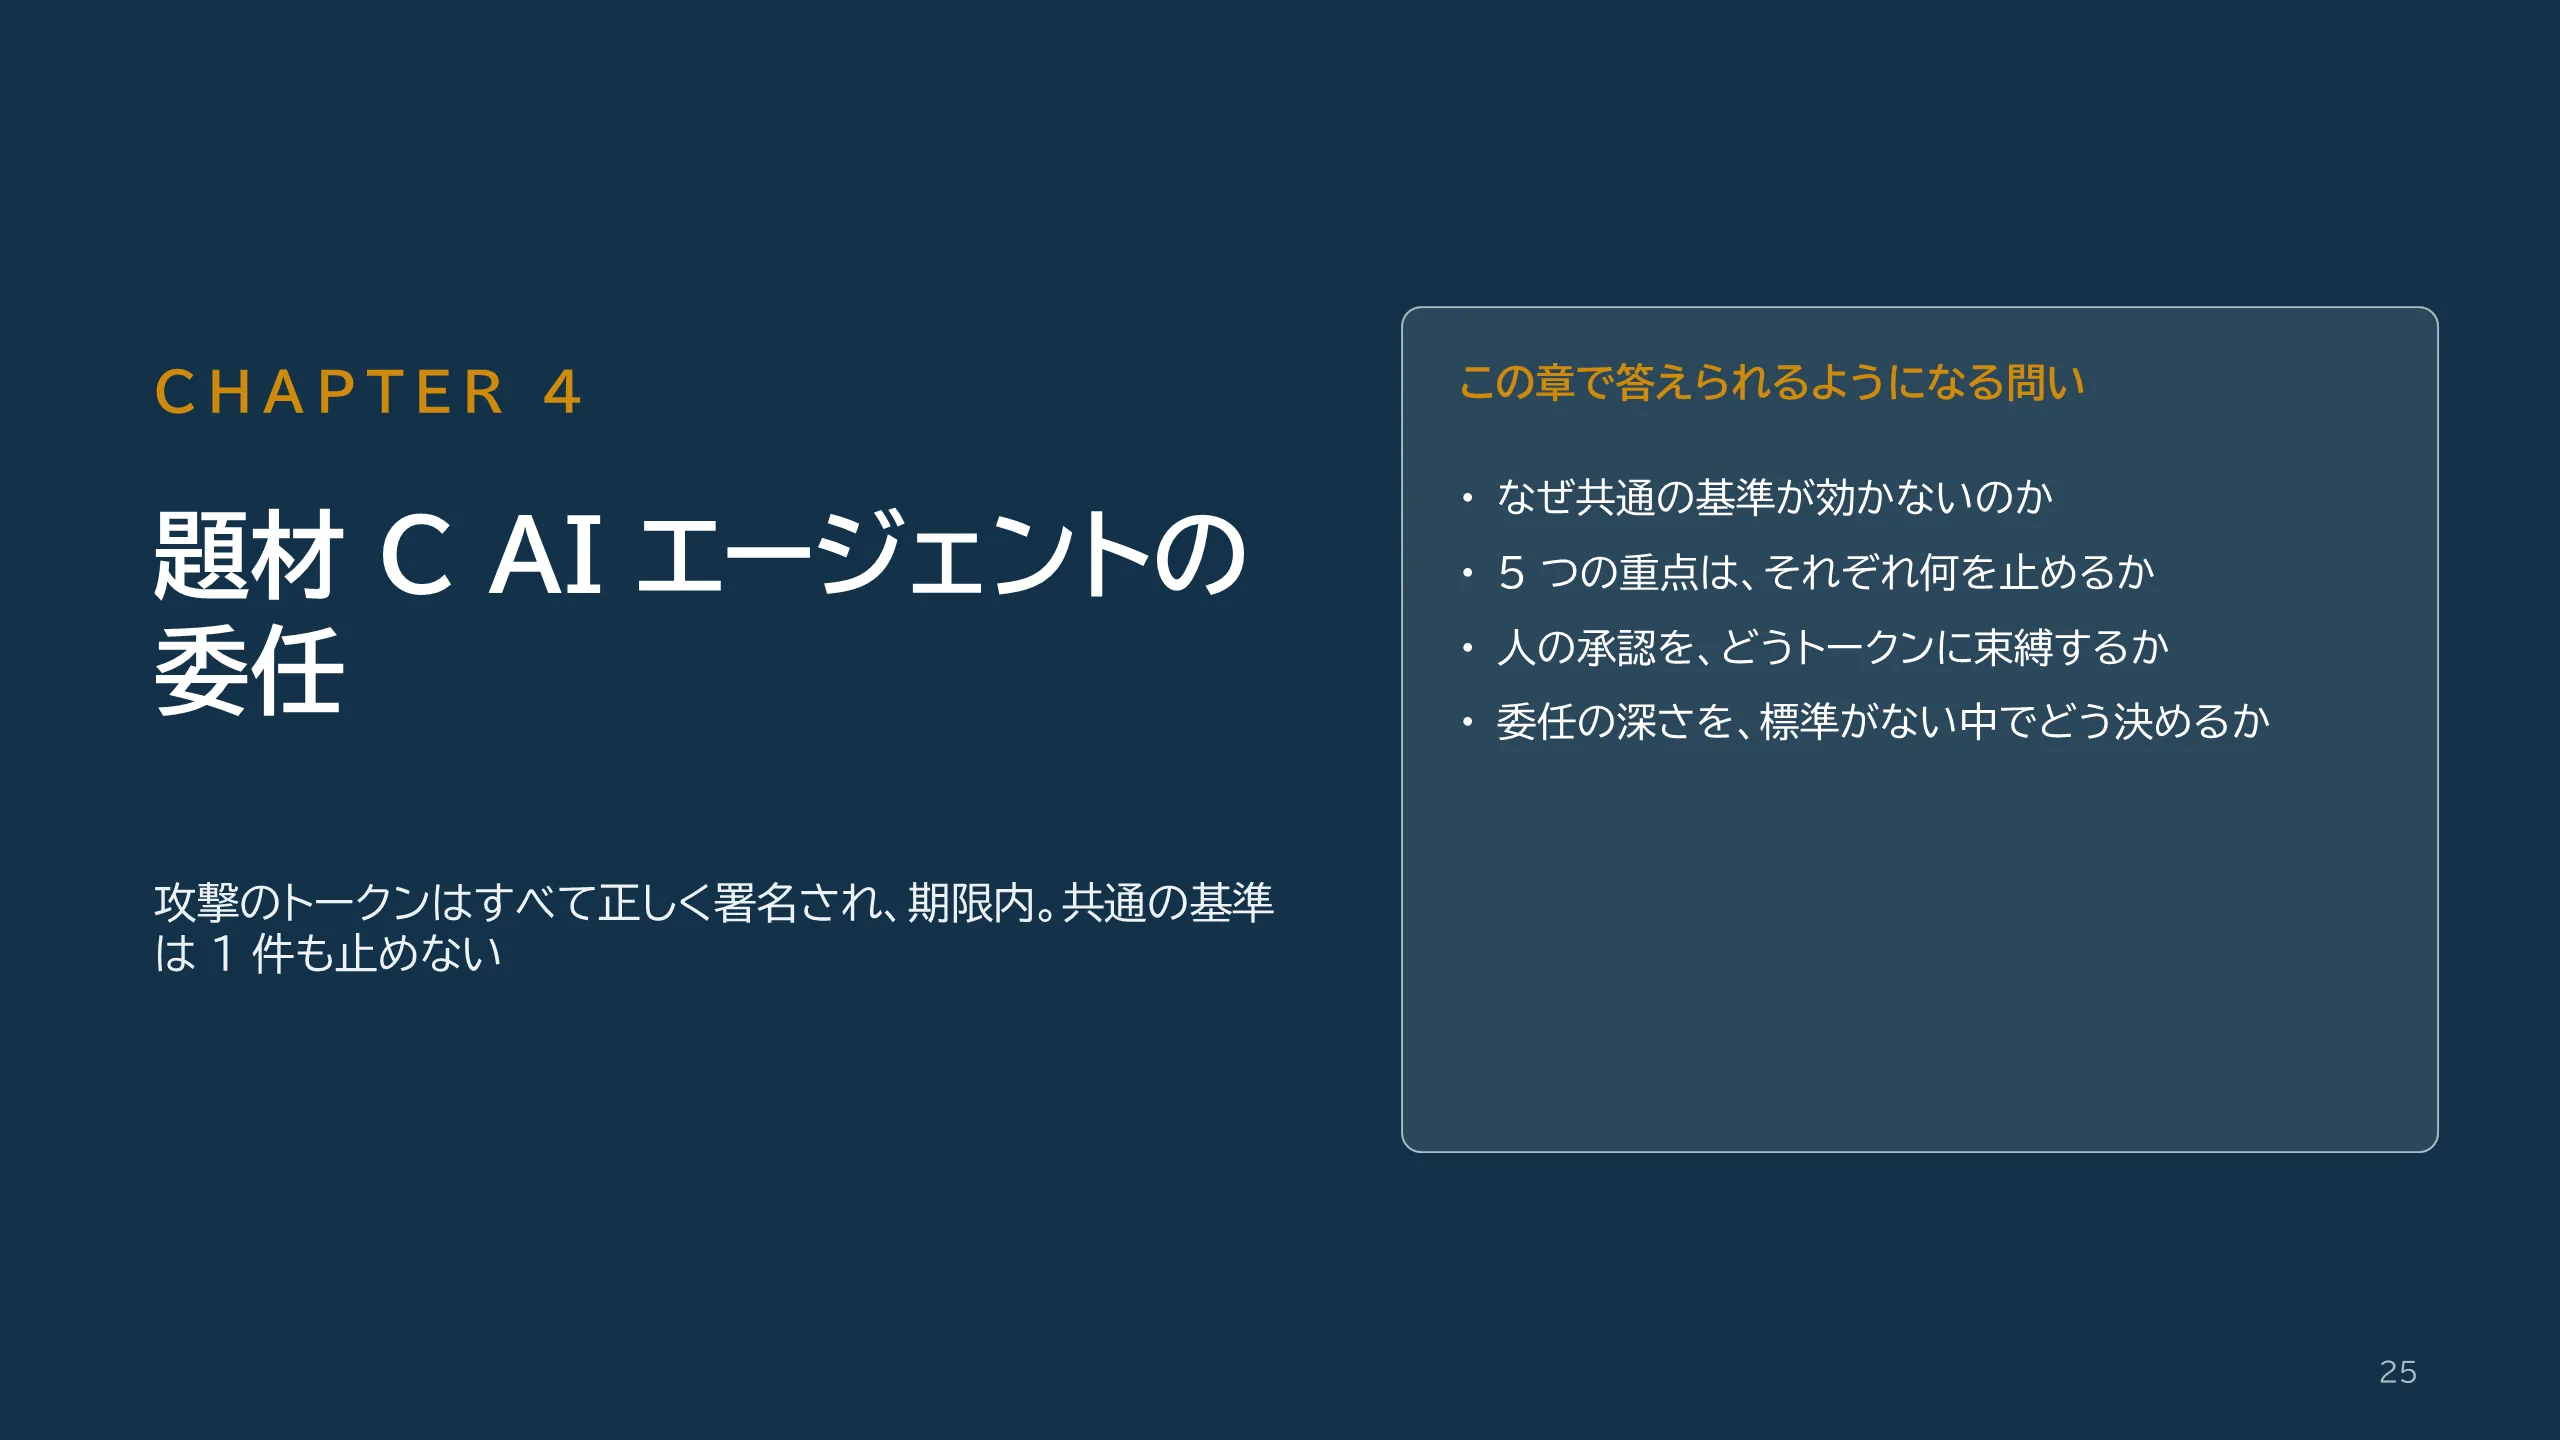 CHAPTER 4
題材 C AI エージェントの
委任
攻撃のトークンはすべて正しく署名され、期限内。共通の基準
は 1 件も止めない
この章で答えられるようになる問い
• なぜ共通の基準が効かないのか
• 5 つの重点は、それぞれ何を止めるか
• 人の承認を、どうトークンに束縛するか
• 委任の深さを、標準がない中でどう決めるか
25